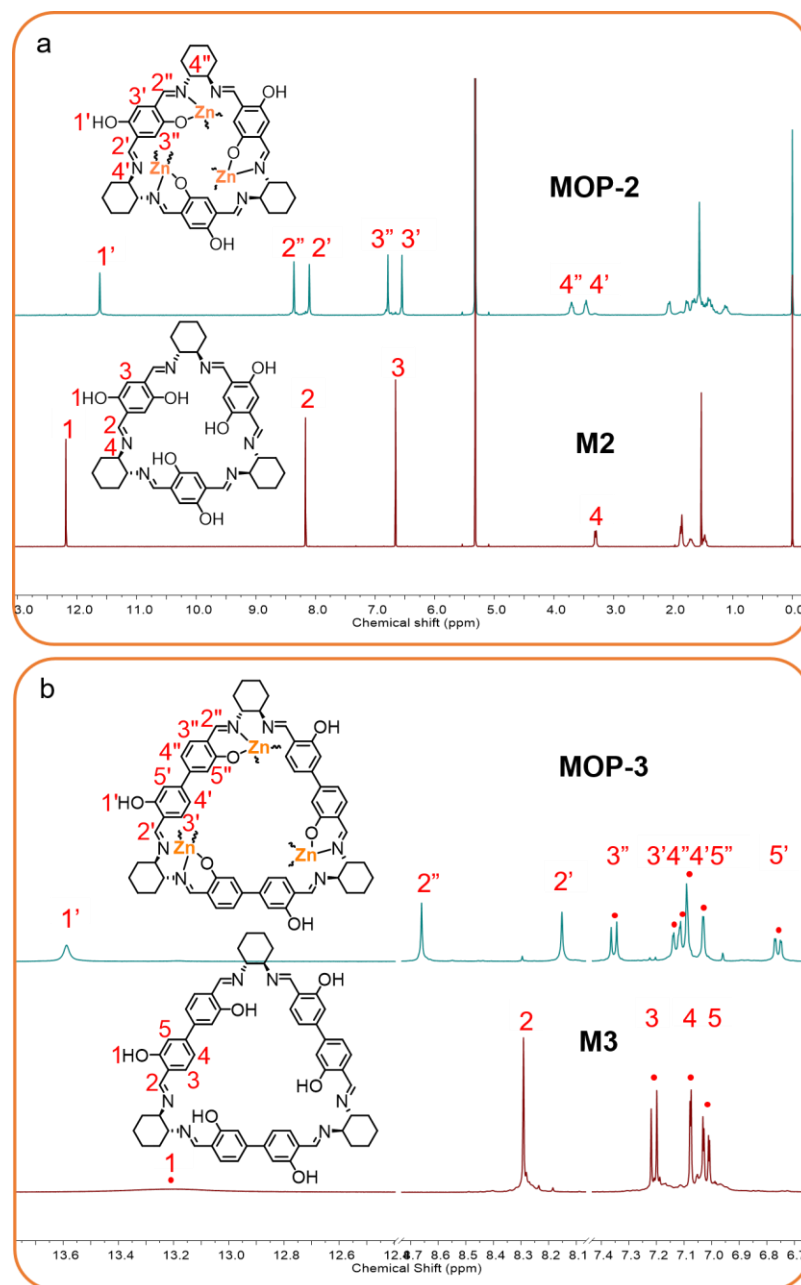 a
4"
2"
3'
N
N
OH
1'HO
O
Zn
2'
3"
N
Zn
O
4'
O
Zn
N
N
N
OH
MOP-2
1'
2" 2'
3" 3'
4" 4'
N
N
3
OH
1 HO
OH
OH
2
N
4
HO
N
N
N
OH
1
2
3
M2
4
3.0 12.0 11.0 10.0 9.0 8.0 7.0 6.0 5.0 4.0 3.0 2.0 1.0 0.0
Chemical shift (ppm)
b
2"
3"
N
N
OH
4"
Zn
5'
O
5"
1'HO
4'
3'
2'
N
Zn
O
O
Zn
N
N
N
OH
MOP-3
1'
2"
2'
3" 3'4"4'5" 5'
N
N
OH
OH
5
1HO
4
2
3
OH
N
HO
N
N
N
OH
1
2
M3
3 4 5
13.6 13.4 13.2 13.0 12.8 12.6 12.4 8.7 8.6 8.5 8.4 8.3 8.2 8.1 7.4 7.3 7.2 7.1 7.0 6.9 6.8 6.7
Chemical Shift (ppm)